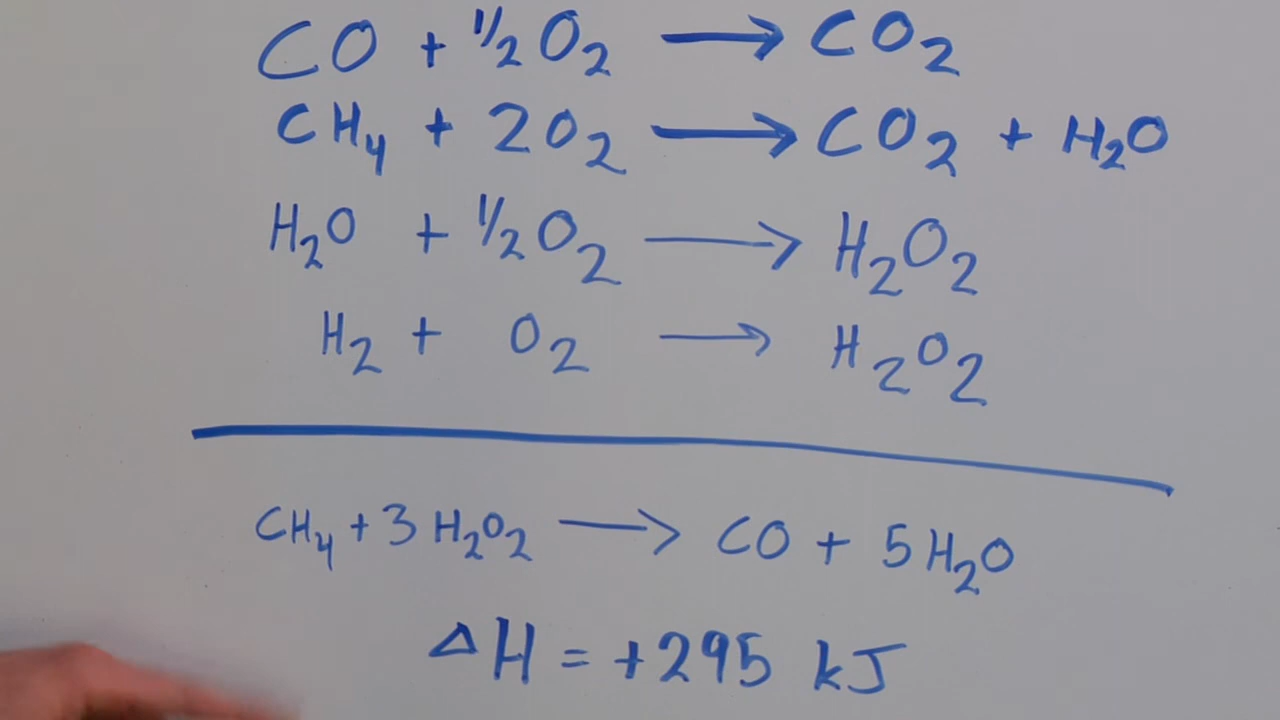 CO + 1/2 O2 → CO2
CH4 + 2O2 → CO2 + H2O
H2O + 1/2 O2 → H2O2
H2 + O2 → H2O2
CH4 + 3 H2O2 → CO + 5 H2O
ΔH = +295 kJ